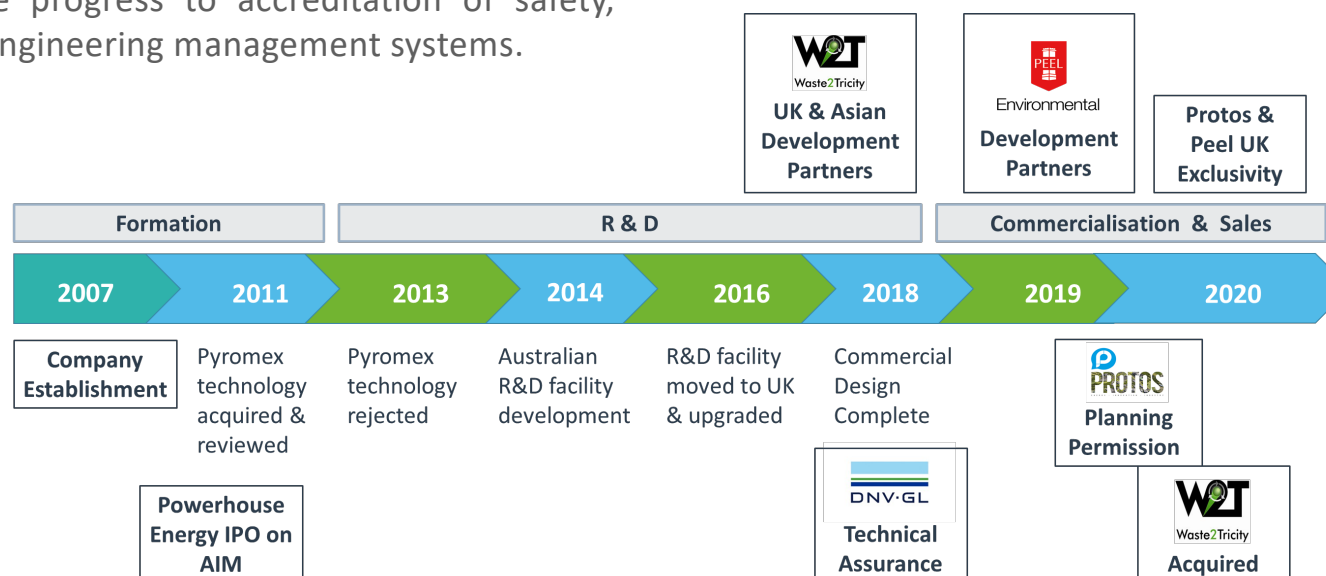 progress to accreditation of safety,
ngineering management systems.
W2T
Waste2Tricity
UK & Asian
Development
Partners
PEEL
Environmental
Development
Partners
Protos &
Peel UK
Exclusivity
Formation
R & D
Commercialisation & Sales
2007
2011
2013
2014
2016
2018
2019
2020
Company
Establishment
Pyromex
technology
acquired &
reviewed
Pyromex
technology
rejected
Australian
R&D facility
development
R&D facility
moved to UK
& upgraded
Commercial
Design
Complete
PROTOS
Planning
Permission
Powerhouse
Energy IPO on
AIM
DNV·GL
Technical
Assurance
W2T
Waste2Tricity
Acquired